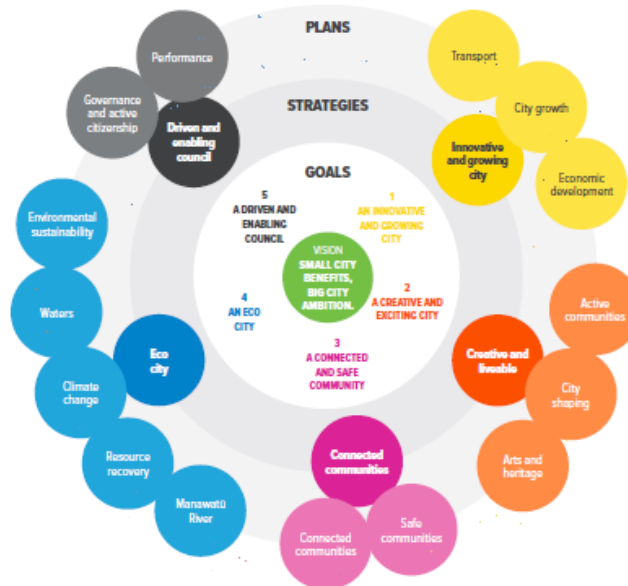 PLANS
Performance
Governance
and active
citizenship
Driven and
enabling
council
STRATEGIES
Transport
City growth
Economic
development
Innovative
and growing
city
GOALS
5
A DRIVEN AND
ENABLING
COUNCIL
1
AN INNOVATIVE
AND GROWING
CITY
VISION
SMALL CITY
BENEFITS,
BIG CITY
AMBITION.
4
AN ECO
CITY
2
A CREATIVE AND
EXCITING CITY
3
A CONNECTED
AND SAFE
COMMUNITY
Environmental
sustainability
Waters
Eco
city
Climate
change
Resource
recovery
Manawatū
River
Active
communities
Creative and
liveable
City
shaping
Arts and
heritage
Connected
communities
Connected
communities
Safe
communities